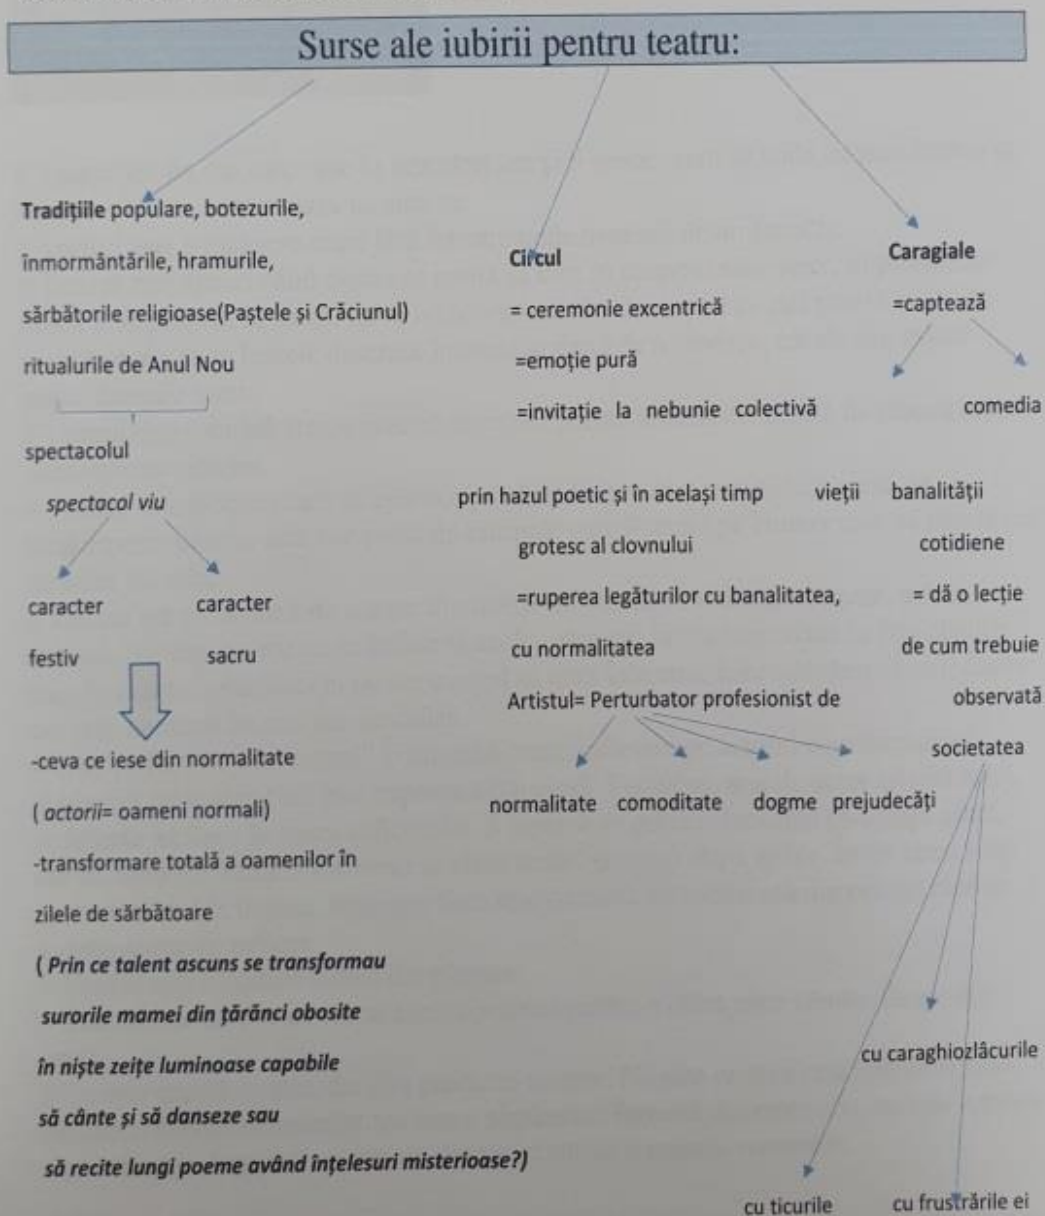 Surse ale iubirii pentru teatru:
Tradițiile populare, botezurile,
înmormântările, hramurile,
sărbătorile religioase(Paștele și Crăciunul)
ritualurile de Anul Nou
spectacolul
spectacol viu
caracter caracter
festiv sacru
-ceva ce iese din normalitate
( actorii= oameni normali)
-transformare totală a oamenilor în
zilele de sărbătoare
( Prin ce talent ascuns se transformau
surorile mamei din țărănci obosite
în niște zeițe luminoase capabile
să cânte și să danseze sau
să recite lungi poeme având înțelesuri misterioase?)
Circul
= ceremonie excentrică
=emoție pură
=invitație la nebunie colectivă
prin hazul poetic și în același timp
grotesc al clovnului
=ruperea legăturilor cu banalitatea,
cu normalitatea
Artistul= Perturbator profesionist de
normalitate comoditate dogme prejudecăți
Caragiale
=captează
comedia
vieții banalității
cotidiene
= dă o lecție
de cum trebuie
observată
societatea
cu caraghiozlâcurile
cu ticurile cu frustrările ei